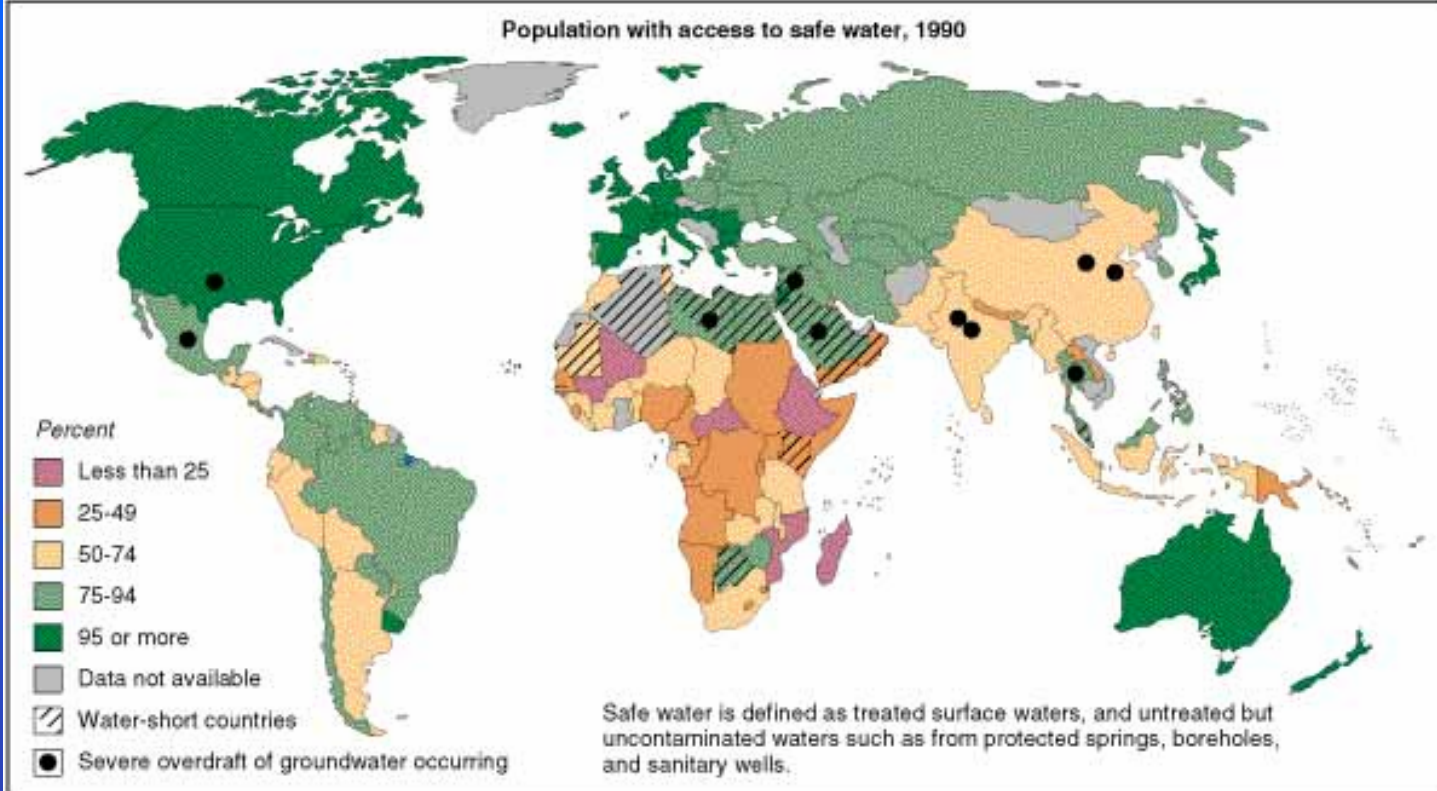 Population with access to safe water, 1990
Percent
Less than 25
25-49
50-74
75-94
95 or more
Data not available
Water-short countries
Severe overdraft of groundwater occurring
Safe water is defined as treated surface waters, and untreated but
uncontaminated waters such as from protected springs, boreholes,
and sanitary wells.